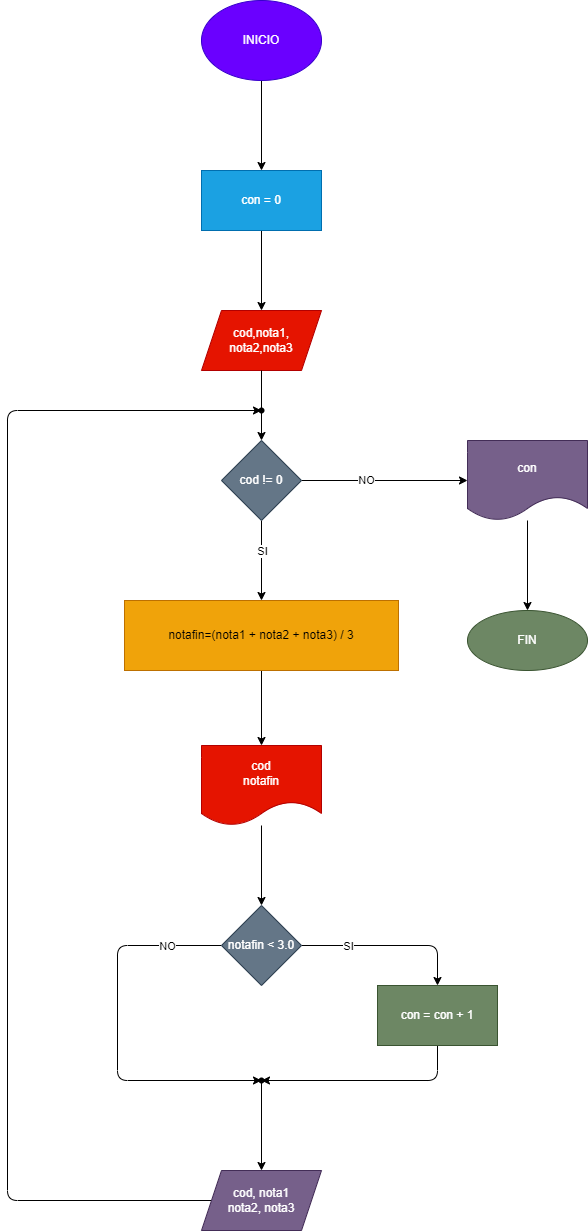 INICIO
con = 0
cod,nota1,
nota2,nota3
cod != 0
NO
con
SI
notafin=(nota1 + nota2 + nota3) / 3
FIN
cod
notafin
NO
notafin < 3.0
SI
con = con + 1
cod, nota1
nota2, nota3